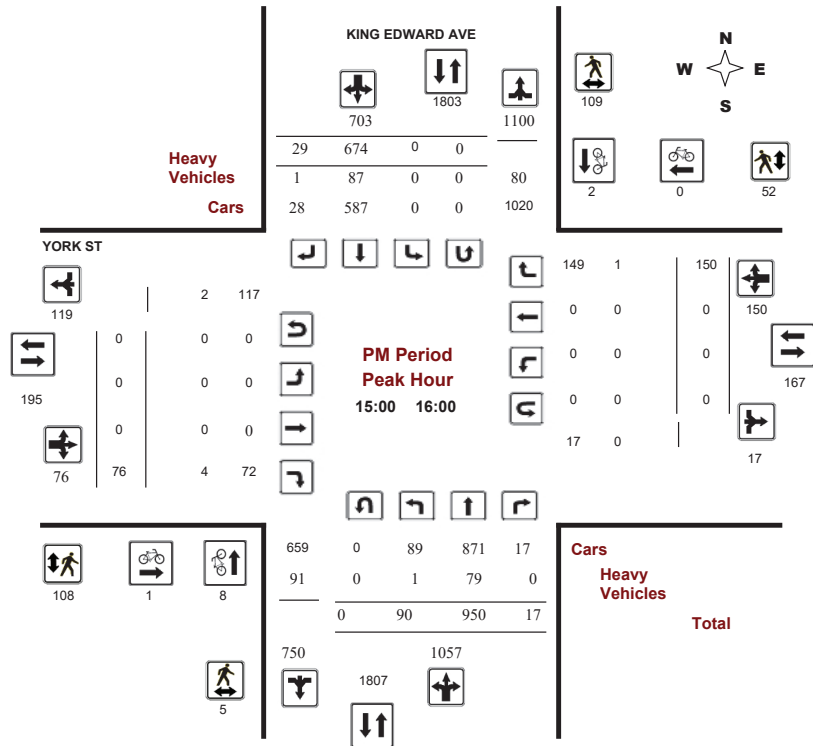 KING EDWARD AVE
N
W E
S
1803
109
703 1100
29 674 0 0
Heavy
Vehicles
1 87 0 0 80
2 0 52
Cars 28 587 0 0 1020
YORK ST
149 1 150
2 117
119
0 0 0
150
0 0 0
PM Period
Peak Hour
0 0 0
0 0 0
167
195
15:00 16:00
0 0 0
0 0 0
17 0
17
76 76 4 72
659 0 89 871 17
Cars
91 0 1 79 0
Heavy
Vehicles
108 1 8
0 90 950 17
Total
750 1057
1807
5